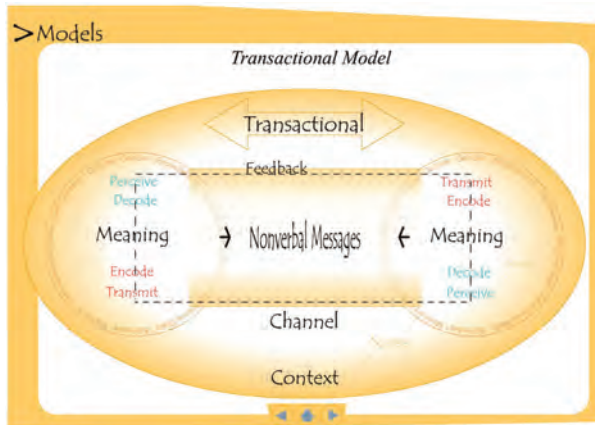 >Models
Transactional Model
Transactional
Feedback
Perceive
Decode
Transmit
Encode
Meaning
Nonverbal Messages
Meaning
Encode
Transmit
Decode
Perceive
Channel
Context